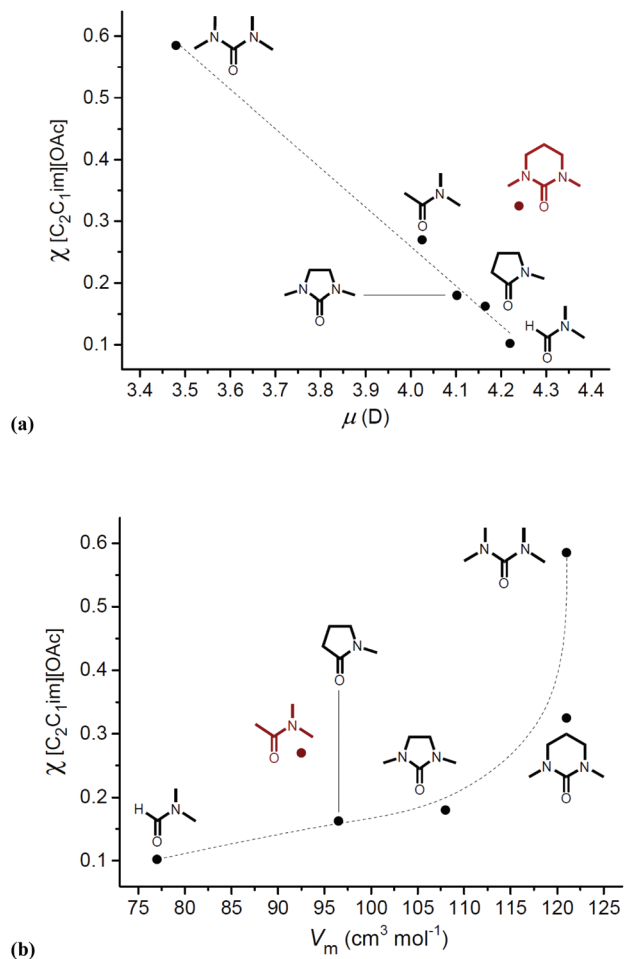 0.6
0.5
0.4
0.3
0.2
0.1
χ [C₂C₁im][OAc]
N N
O
N
O
N N
O
N N
O
N
O
H N
O
3.4 3.5 3.6 3.7 3.8 3.9 4.0 4.1 4.2 4.3 4.4
μ (D)
(a)
0.6
0.5
0.4
0.3
0.2
0.1
χ [C₂C₁im][OAc]
N N
O
N
O
N
O
N N
O
N N
O
H N
O
75 80 85 90 95 100 105 110 115 120 125
Vₘ (cm³ mol⁻¹)
(b)